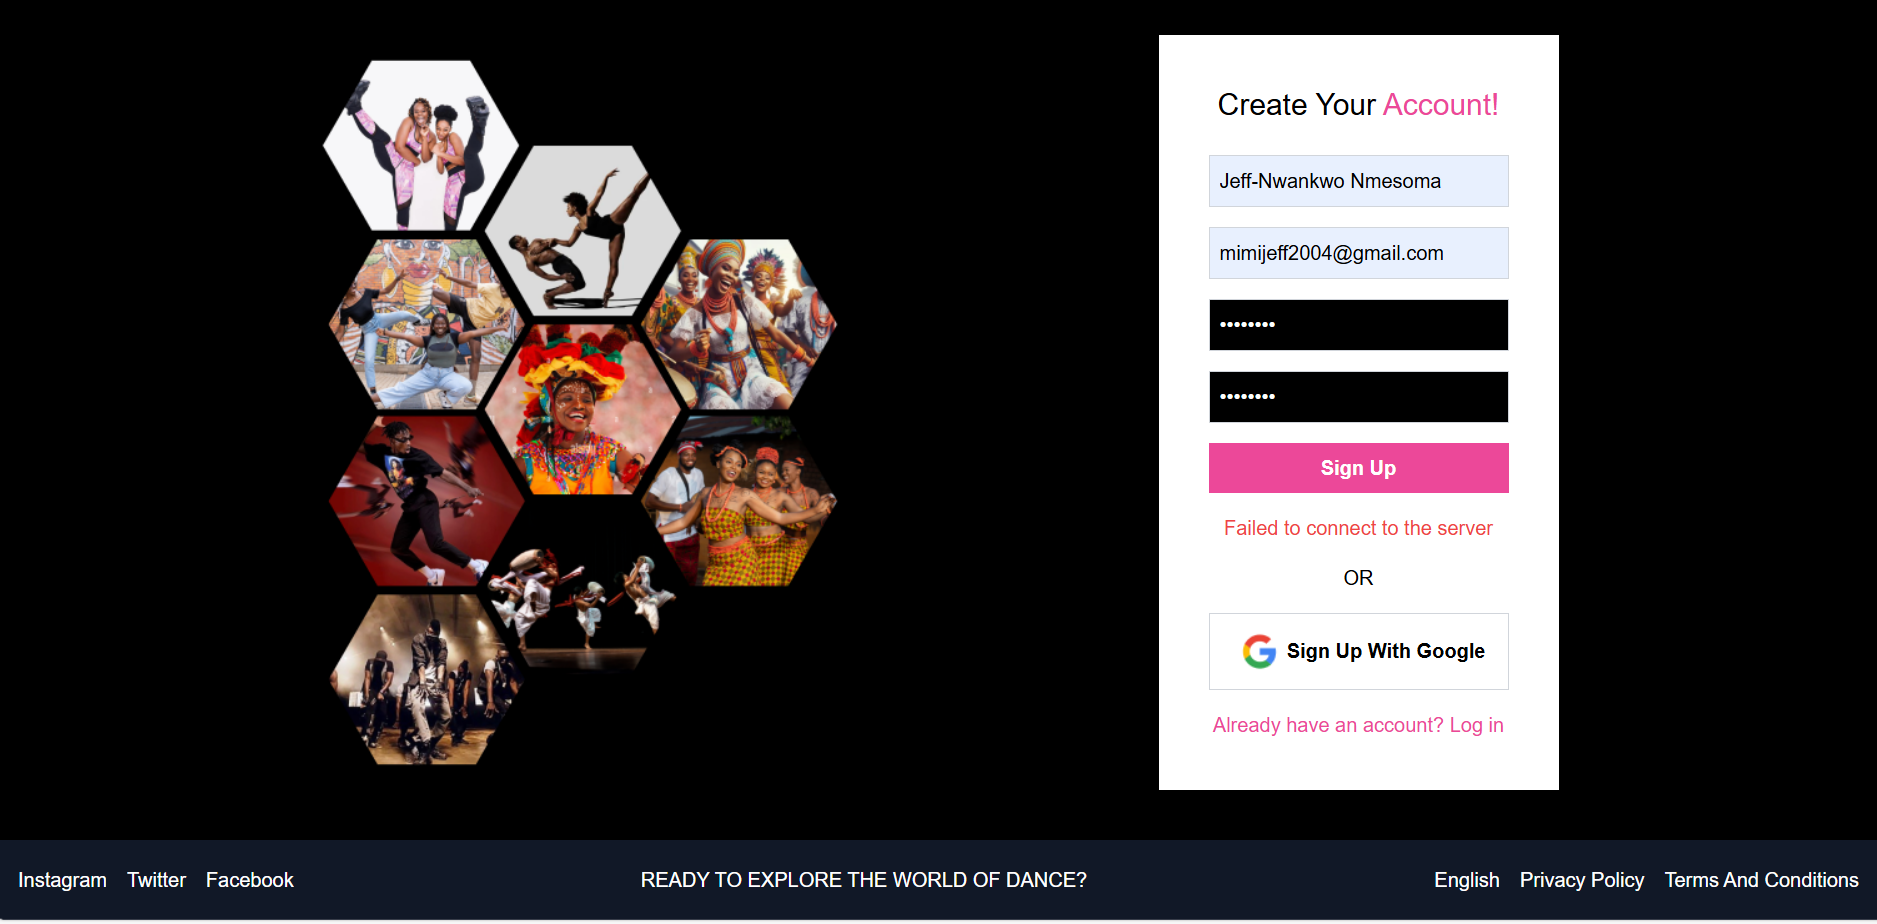 Create Your Account!
Jeff-Nwankwo Nmesoma
mimijeff2004@gmail.com
••••••••
••••••••
Sign Up
Failed to connect to the server
OR
Sign Up With Google
Already have an account? Log in
Instagram Twitter Facebook READY TO EXPLORE THE WORLD OF DANCE? English Privacy Policy Terms And Conditions